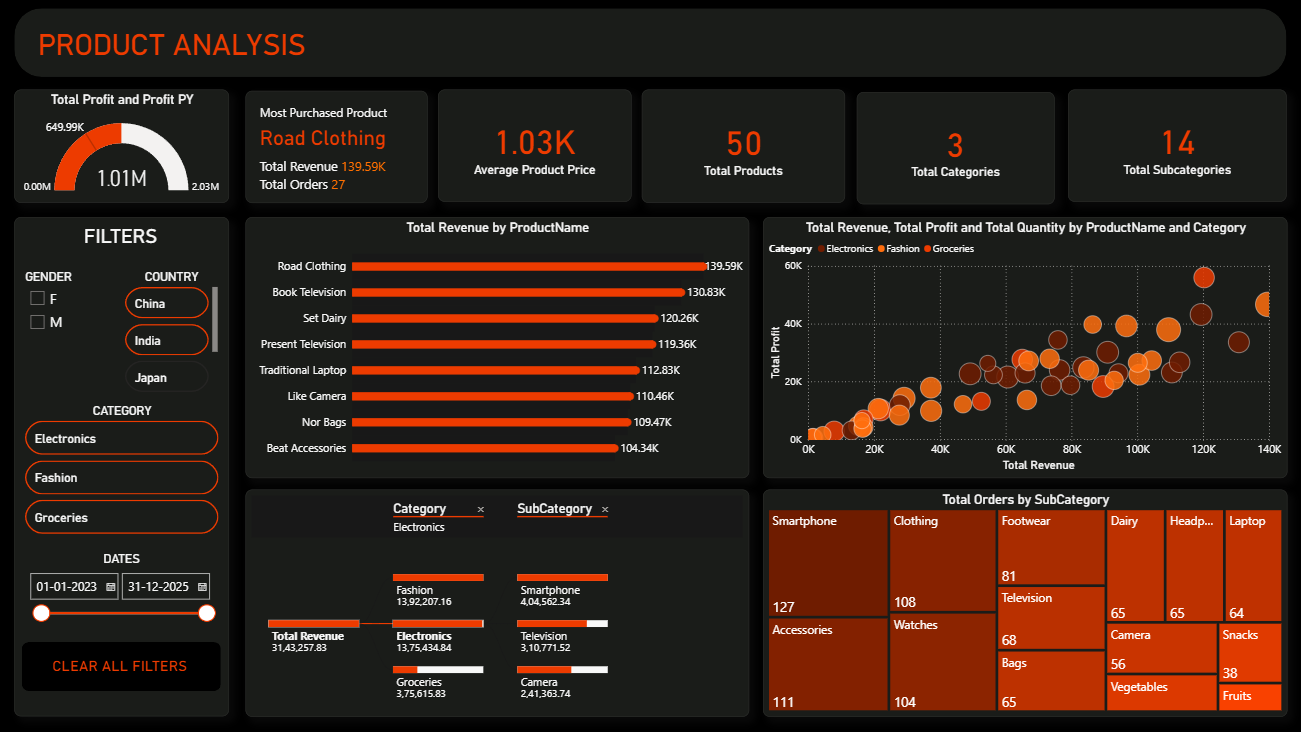 PRODUCT ANALYSIS
Total Profit and Profit PY
649.99K
1.01M
0.00M
2.03M
Most Purchased Product
Road Clothing
Total Revenue 139.59K
Total Orders 27
1.03K
Average Product Price
50
Total Products
3
Total Categories
14
Total Subcategories
FILTERS
GENDER
F
M
COUNTRY
China
India
Japan
CATEGORY
Electronics
Fashion
Groceries
DATES
01-01-2023
31-12-2025
CLEAR ALL FILTERS
Total Revenue by ProductName
Road Clothing 139.59K
Book Television 130.83K
Set Dairy 120.26K
Present Television 119.36K
Traditional Laptop 112.83K
Like Camera 110.46K
Nor Bags 109.47K
Beat Accessories 104.34K
Total Revenue, Total Profit and Total Quantity by ProductName and Category
Category Electronics Fashion Groceries
Total Profit
60K
40K
20K
0K
0K 20K 40K 60K 80K 100K 120K 140K
Total Revenue
Category ×
Electronics
SubCategory ×
Total Revenue
31,43,257.83
Fashion
13,92,207.16
Electronics
13,75,434.84
Groceries
3,75,615.83
Smartphone
4,04,562.34
Television
3,10,771.52
Camera
2,41,363.74
Total Orders by SubCategory
Smartphone
127
Accessories
111
Clothing
108
Watches
104
Footwear
81
Television
68
Bags
65
Dairy
65
Headp...
65
Laptop
64
Camera
56
Vegetables
Snacks
38
Fruits